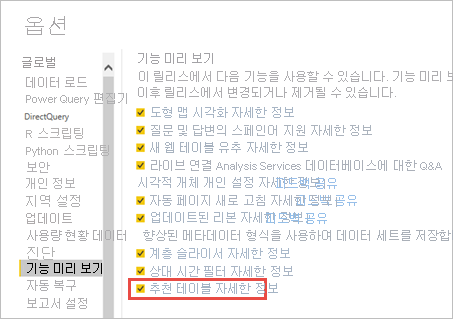 옵션
글로벌
데이터 로드
Power Query 편집기
DirectQuery
R 스크립팅
Python 스크립팅
보안
개인 정보
지역 설정
업데이트
사용량 현황 데이터
진단
기능 미리 보기
자동 복구
보고서 설정
기능 미리 보기
이 릴리스에서 다음 기능을 사용할 수 있습니다. 기능 미리 보
이후 릴리스에서 변경되거나 제거될 수 있습니다.
도형 맵 시각화 자세한 정보
질문 및 답변의 스페인어 지원 자세한 정보
새 웹 테이블 유추 자세한 정보
라이브 연결 Analysis Services 데이터베이스에 대한 Q&A
시각적 개체 개인 설정 자세한 정보 공유
자동 페이지 새로 고침 자세한 정보 공유
업데이트된 리본 자세한 정보 공유
향상된 메타데이터 형식을 사용하여 데이터 세트를 저장합
계층 슬라이서 자세한 정보
상대 시간 필터 자세한 정보
추천 테이블 자세한 정보